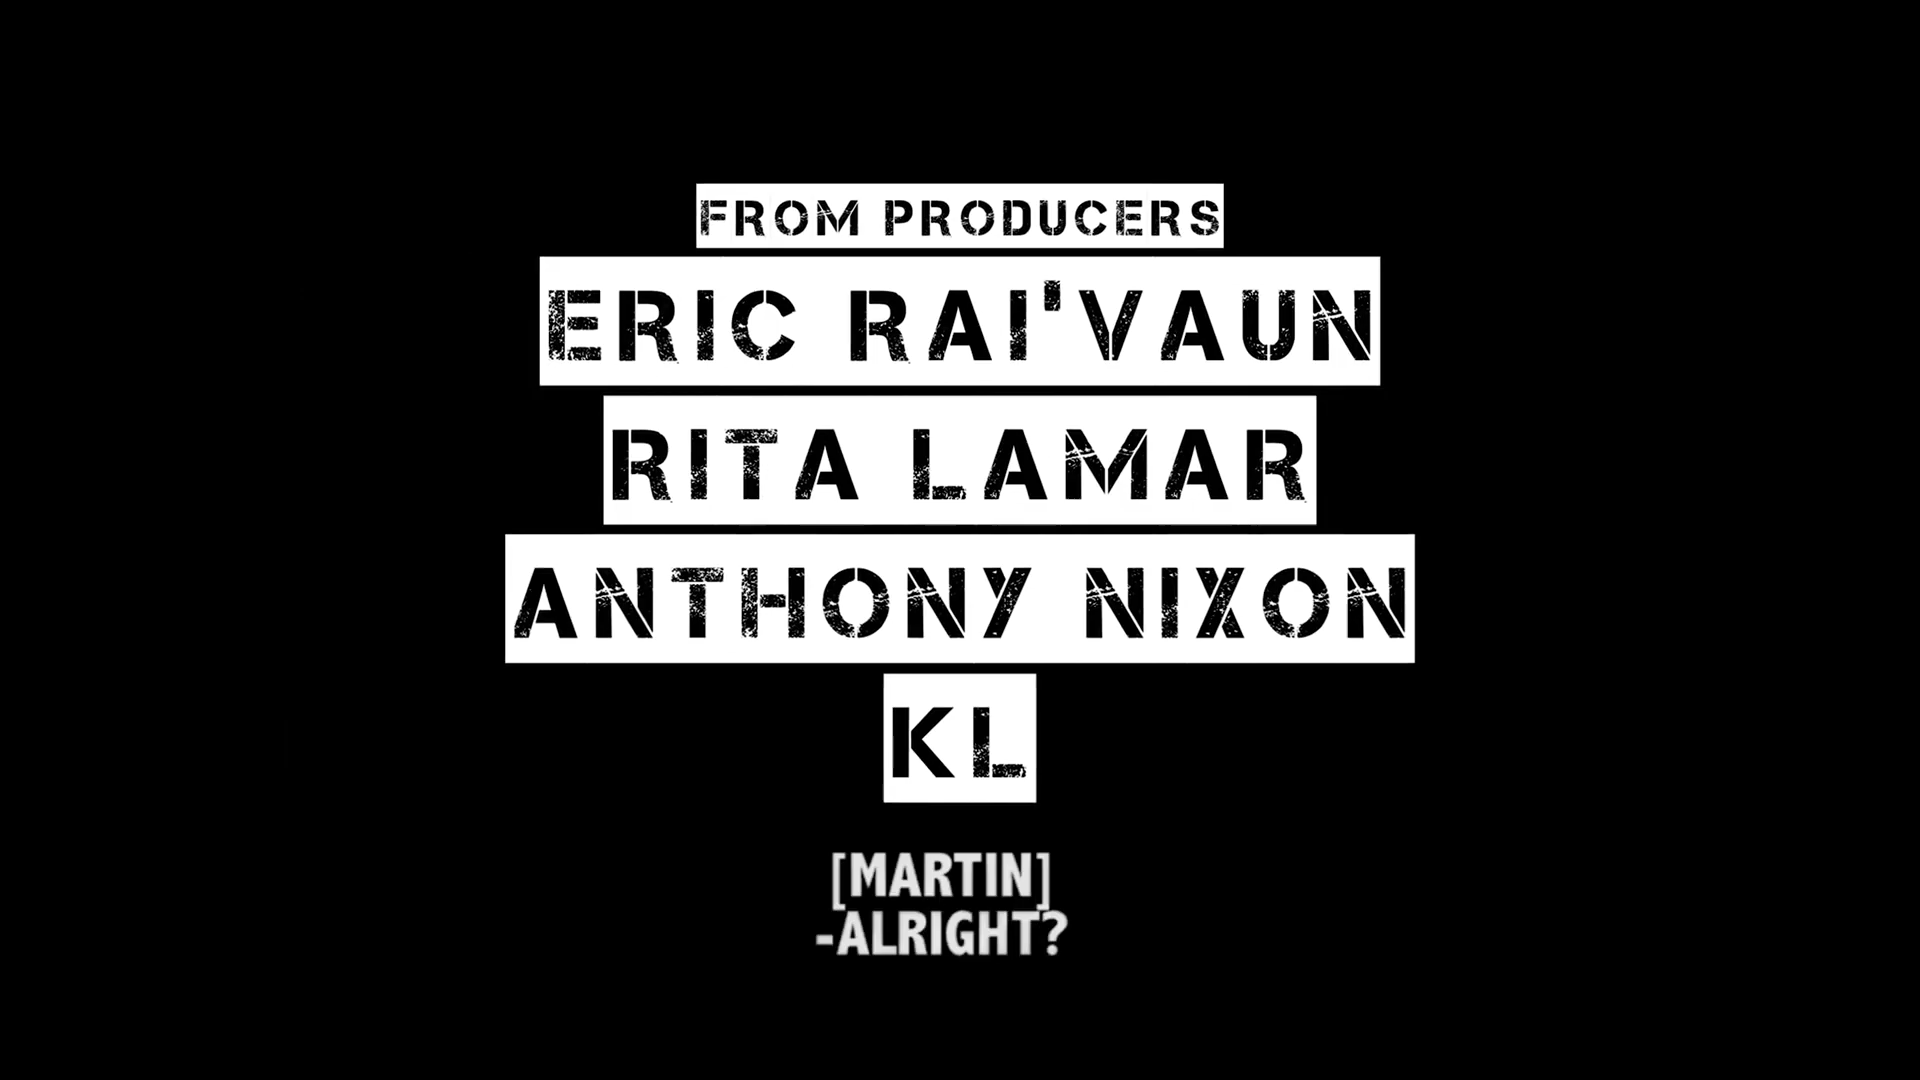 FROM PRODUCERS
ERIC RAI'VAUN
RITA LAMAR
ANTHONY NIXON
KL
[MARTIN]
-ALRIGHT?